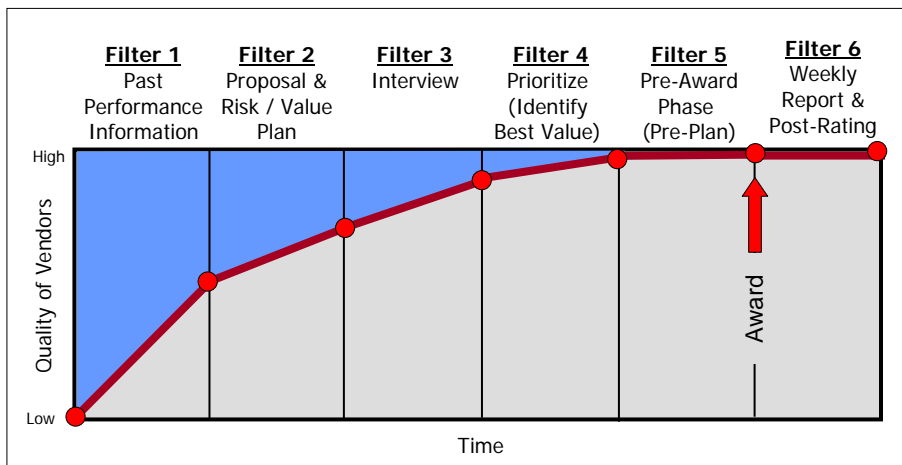 Filter 1
Past
Performance
Information
Filter 2
Proposal &
Risk / Value
Plan
Filter 3
Interview
Filter 4
Prioritize
(Identify
Best Value)
Filter 5
Pre-Award
Phase
(Pre-Plan)
Filter 6
Weekly
Report &
Post-Rating
High
Quality of Vendors
Low
Award
Time